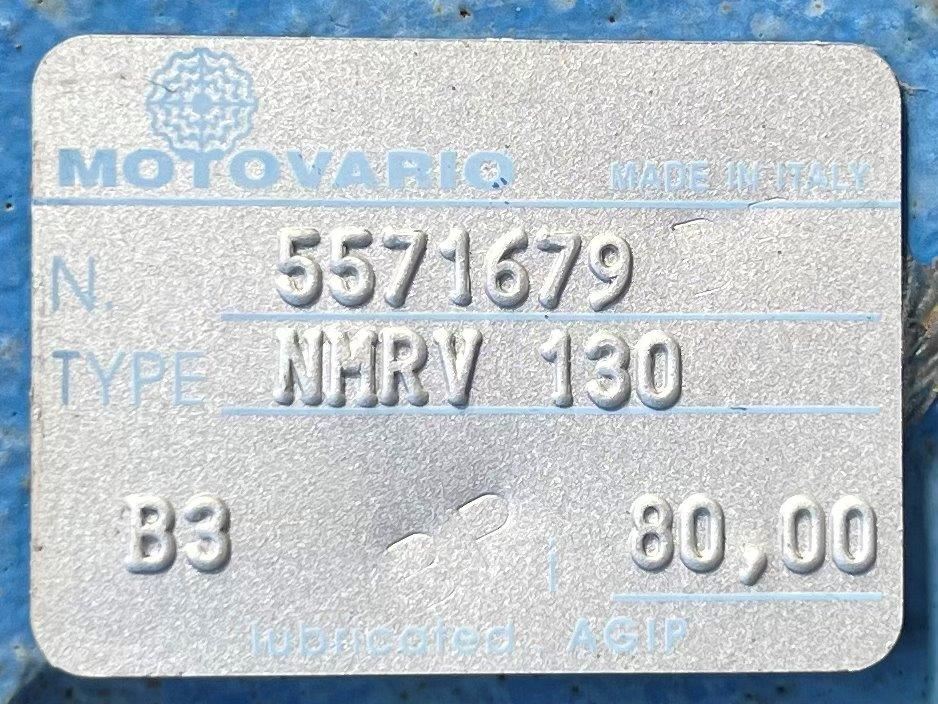 MOTOVARIO MADE IN ITALY
N. 5571679
TYPE NMRV 130
B3 i 80,00
lubricated AGIP